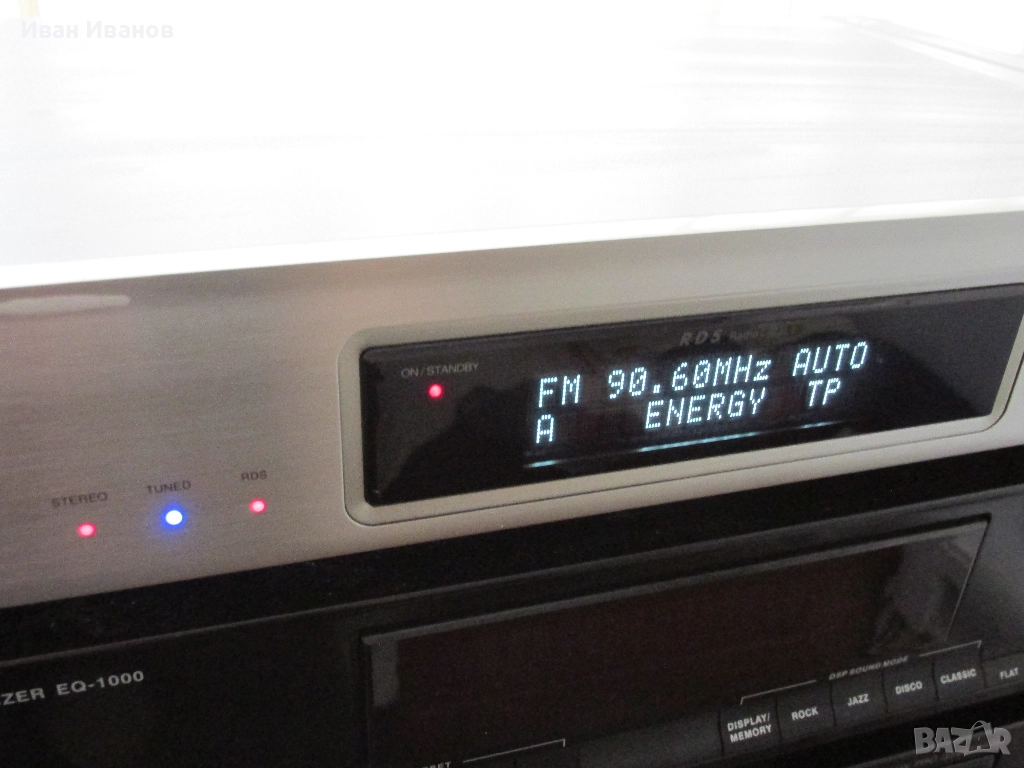 Иван Иванов
RDS
ON/STANDBY
FM 90.60MHz AUTO
A ENERGY TP
STEREO TUNED RDS
ZER EQ-1000
DSP SOUND MODE
DISPLAY/
MEMORY
ROCK JAZZ DISCO CLASSIC FLAT
BAZAR